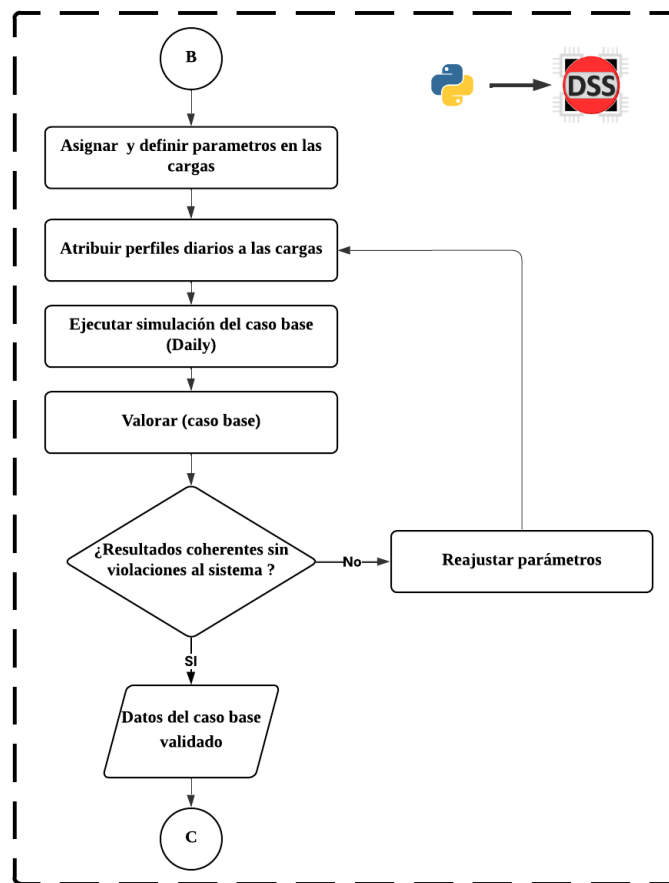 B
DSS
Asignar y definir parametros en las
cargas
Atribuir perfiles diarios a las cargas
Ejecutar simulación del caso base
(Daily)
Valorar (caso base)
¿Resultados coherentes sin
violaciones al sistema ?
No
Reajustar parámetros
SI
Datos del caso base
validado
C